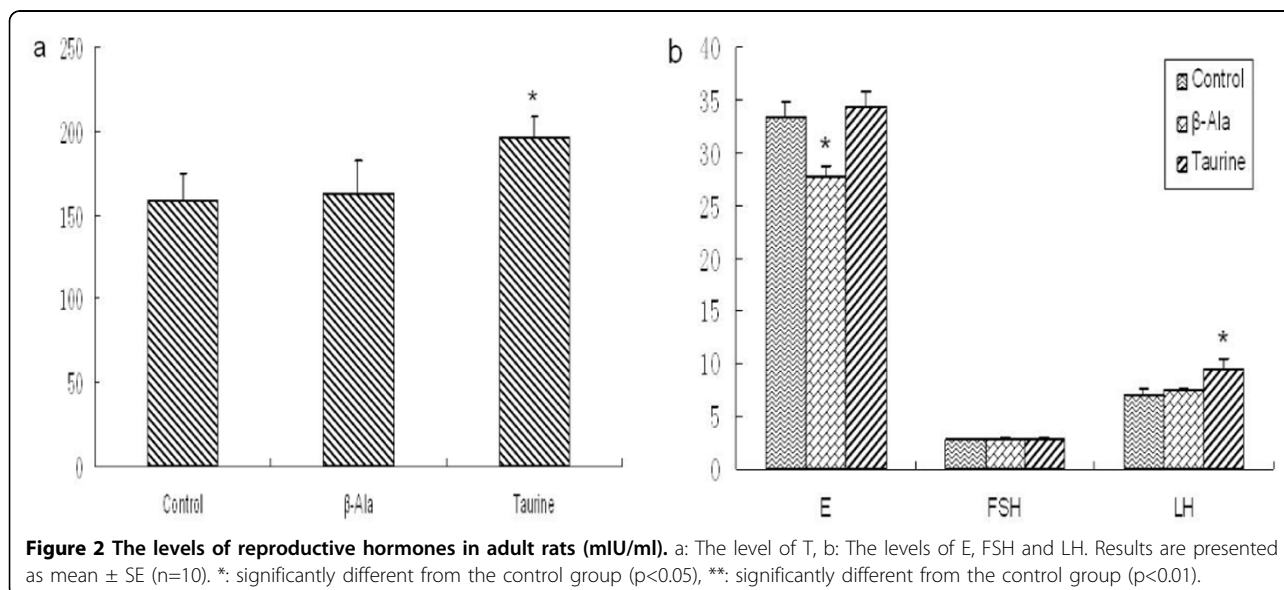 a
250
200
150
100
50
0
*
Control β-Ala Taurine
b
40
35
30
25
20
15
10
5
0
*
*
E FSH LH
Control
β-Ala
Taurine
Figure 2 The levels of reproductive hormones in adult rats (mIU/ml). a: The level of T, b: The levels of E, FSH and LH. Results are presented
as mean ± SE (n=10). *: significantly different from the control group (p<0.05), **: significantly different from the control group (p<0.01).